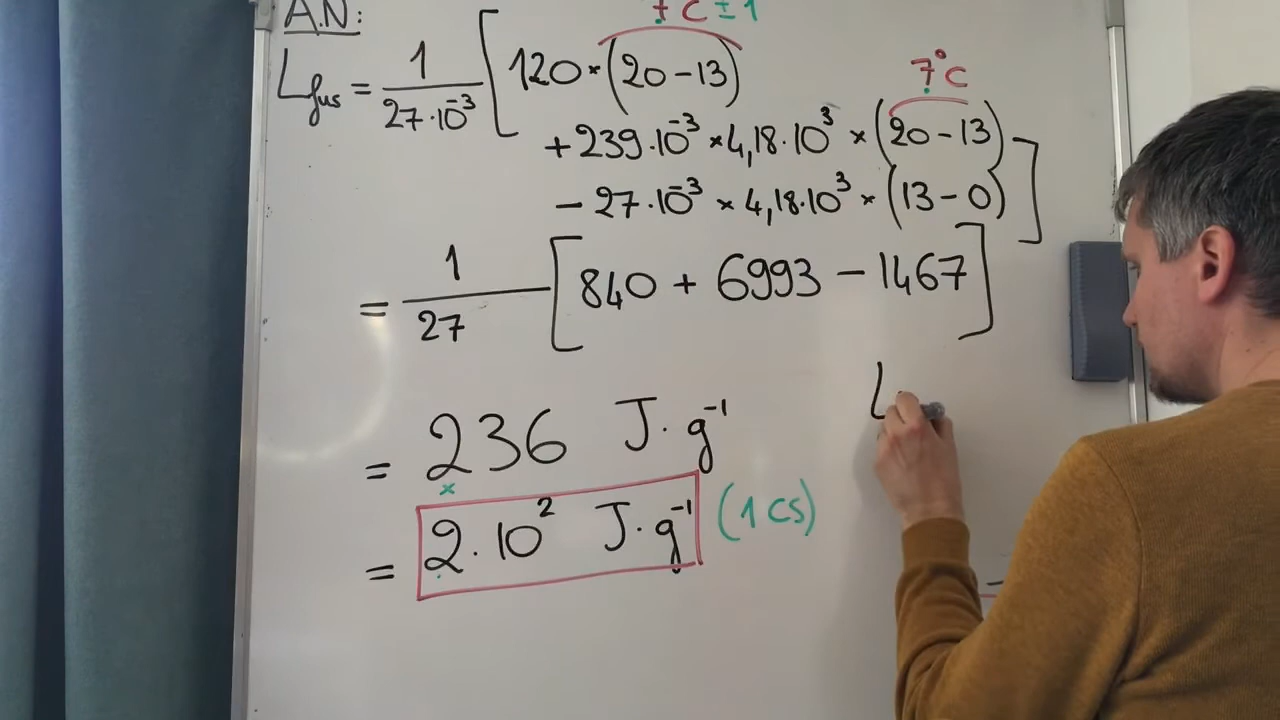 A.N:
7°C ± 1
L_fus = 1/(27·10⁻³) [120 × (20 − 13)
7°C
+ 239·10⁻³ × 4,18·10³ × (20 − 13)
− 27·10⁻³ × 4,18·10³ × (13 − 0)]
= 1/27 [840 + 6993 − 1467]
= 236 J·g⁻¹
L
= 2·10² J·g⁻¹ (1 CS)